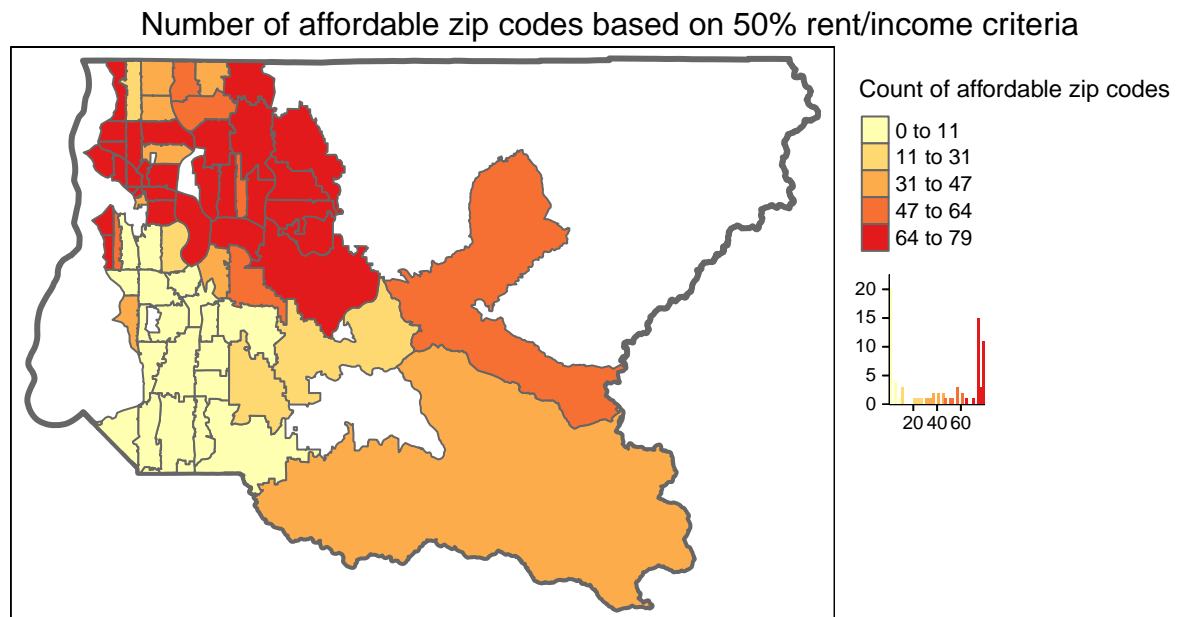 Number of affordable zip codes based on 50% rent/income criteria
Count of affordable zip codes
0 to 11
11 to 31
31 to 47
47 to 64
64 to 79
20
15
10
5
0
20 40 60